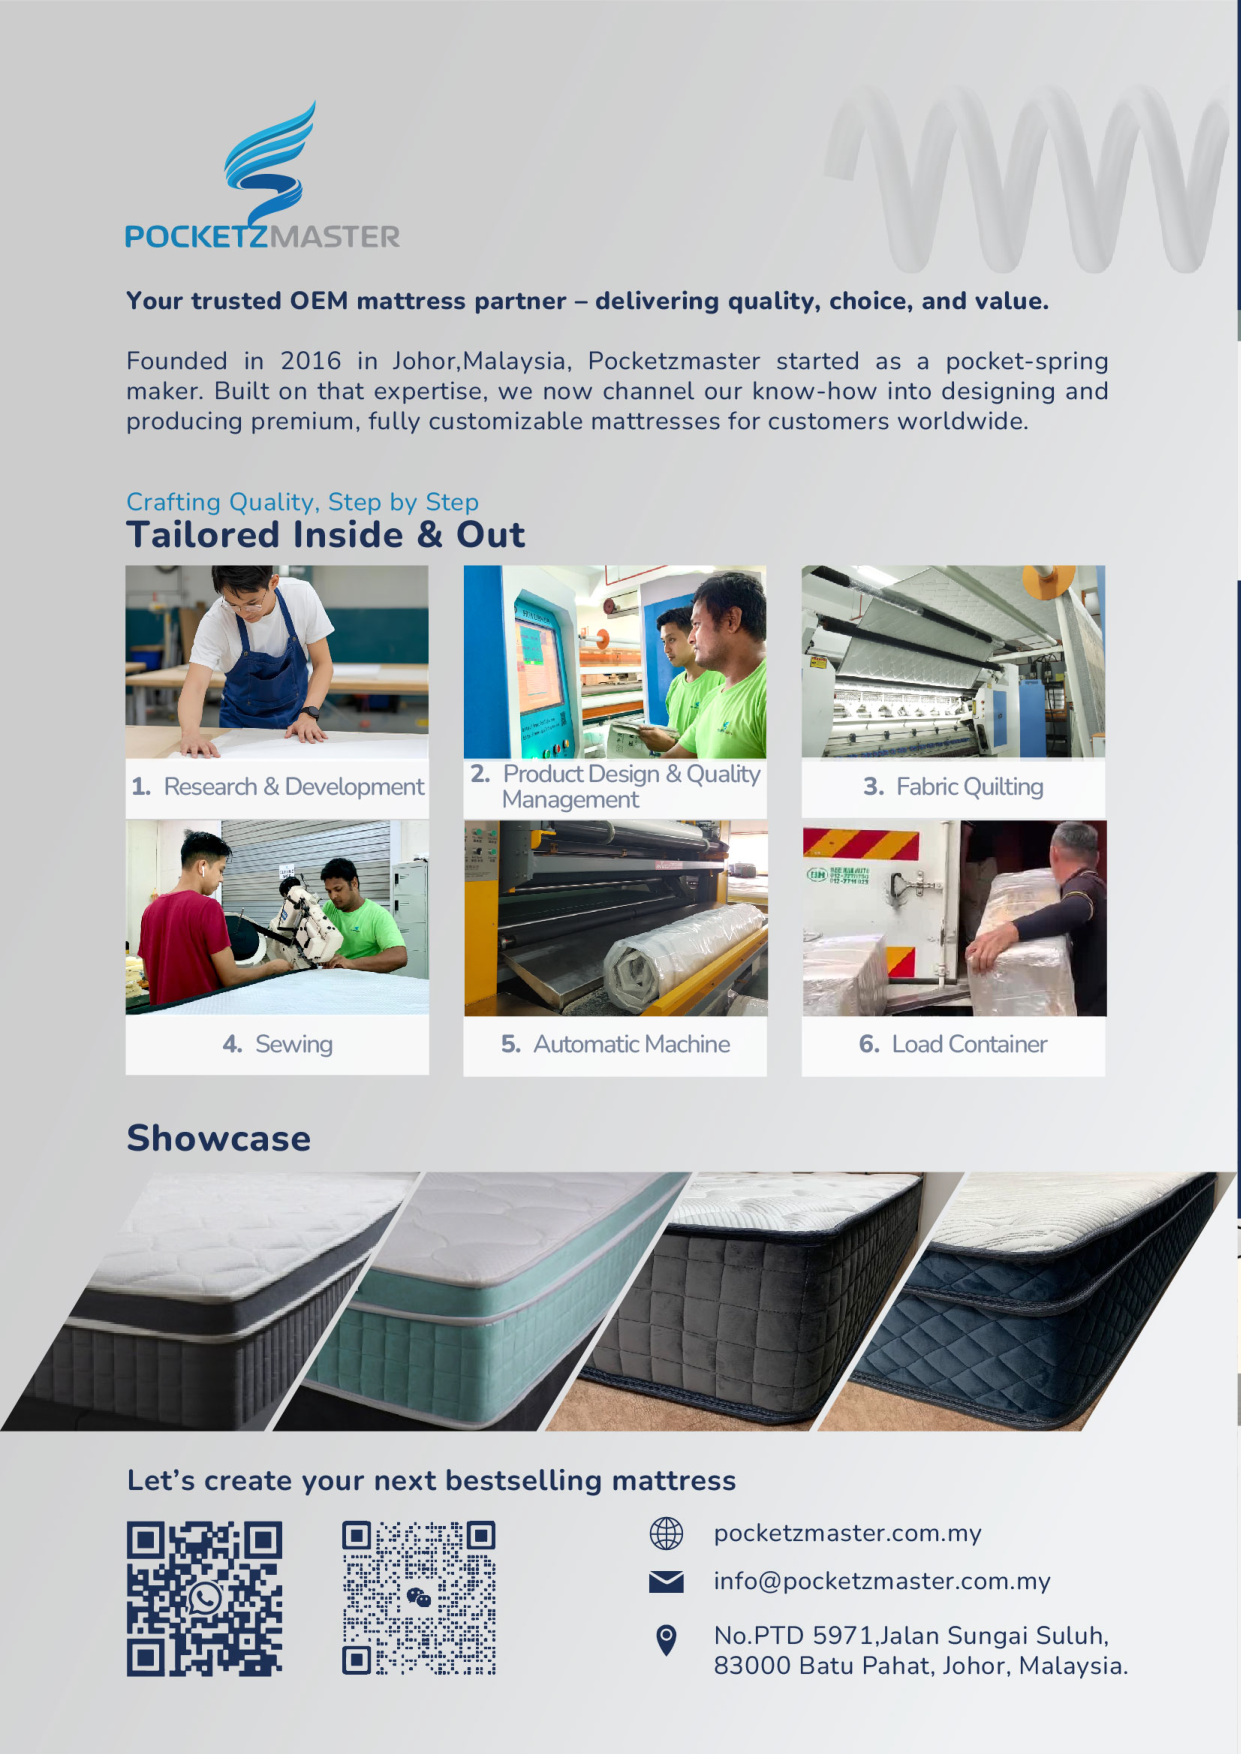 POCKETZMASTER
Your trusted OEM mattress partner – delivering quality, choice, and value.
Founded in 2016 in Johor,Malaysia, Pocketzmaster started as a pocket-spring
maker. Built on that expertise, we now channel our know-how into designing and
producing premium, fully customizable mattresses for customers worldwide.
Crafting Quality, Step by Step
Tailored Inside & Out
1. Research & Development
2. Product Design & Quality
Management
3. Fabric Quilting
4. Sewing
5. Automatic Machine
6. Load Container
Showcase
Let's create your next bestselling mattress
pocketzmaster.com.my
info@pocketzmaster.com.my
No.PTD 5971,Jalan Sungai Suluh,
83000 Batu Pahat, Johor, Malaysia.